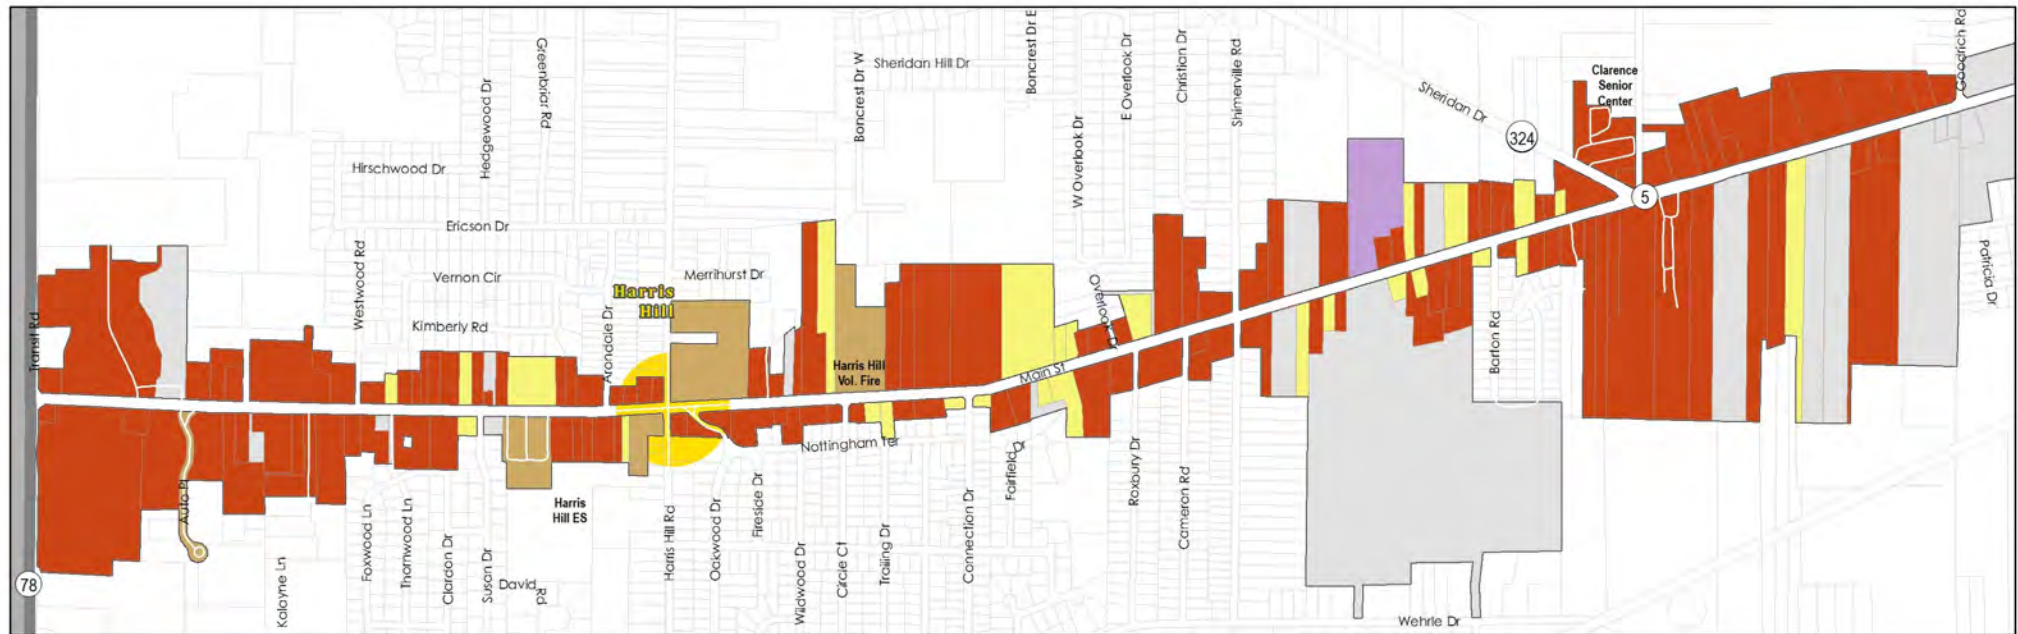 Transit Rd
78
Hirschwood Dr
Hedgewood Dr
Greenbriar Rd
Ericson Dr
Westwood Rd
Vernon Cir
Kimberly Rd
Arondale Dr
Harris
Hill
Merrihurst Dr
Boncrest Dr W
Sheridan Hill Dr
Boncrest Dr E
W Overlook Dr
E Overlook Dr
Christian Dr
Shimerville Rd
Sheridan Dr
324
Clarence
Senior
Center
5
Goodrich Rd
Patricia Dr
Overlook Dr
Main St
Harris Hill
Vol. Fire
Nottingham Ter
Auto Pl
Kalayne Ln
Foxwood Ln
Thornwood Ln
Clardon Dr
Susan Dr
David Rd
Harris
Hill ES
Harris Hill Rd
Oakwood Dr
Fireside Dr
Wildwood Dr
Circle Ct
Trailing Dr
Connection Dr
Fairfield Dr
Roxbury Dr
Cameron Rd
Barton Rd
Wehrle Dr